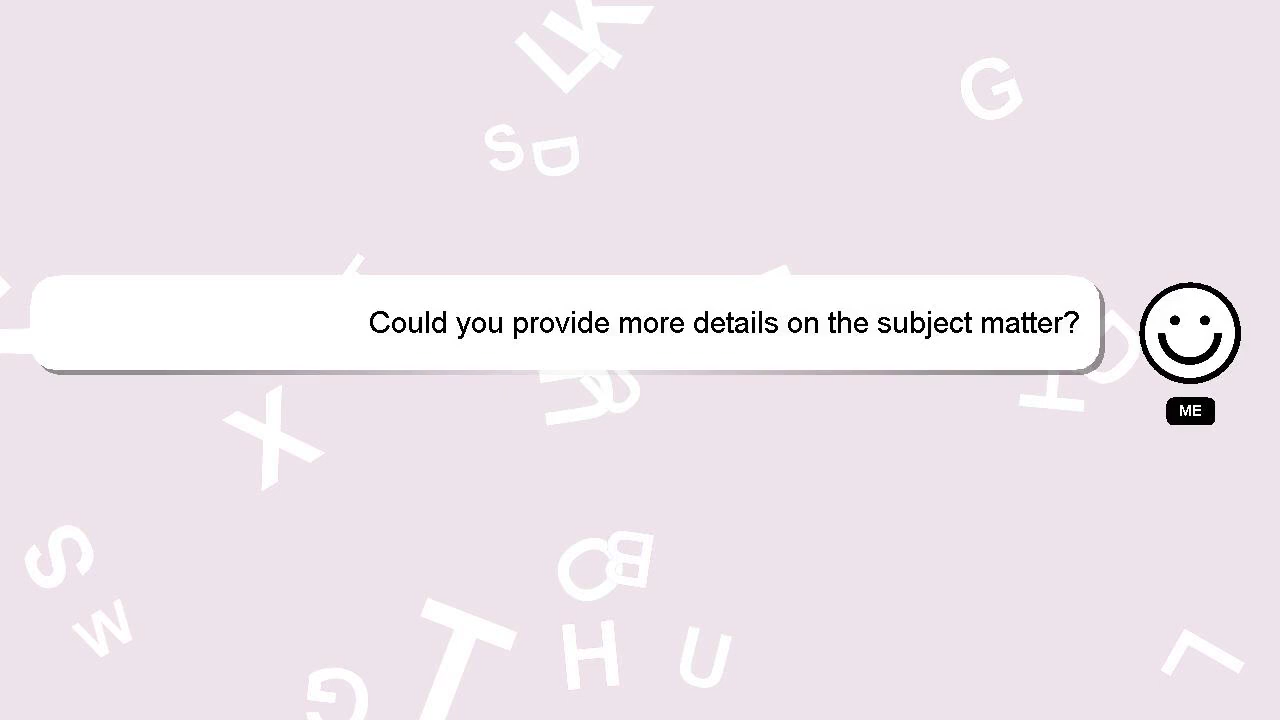 L K
G
S D
Could you provide more details on the subject matter?
ME
X
S
C B
W
T
H U
L
G